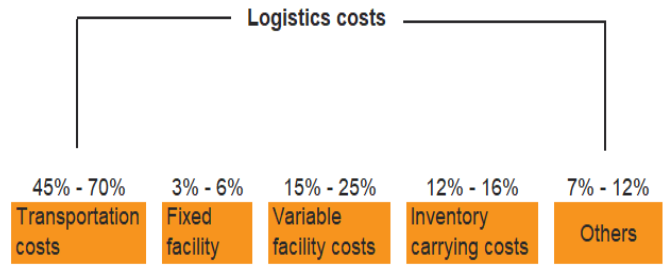 Logistics costs
45% - 70%
3% - 6%
15% - 25%
12% - 16%
7% - 12%
Transportation
costs
Fixed
facility
Variable
facility costs
Inventory
carrying costs
Others